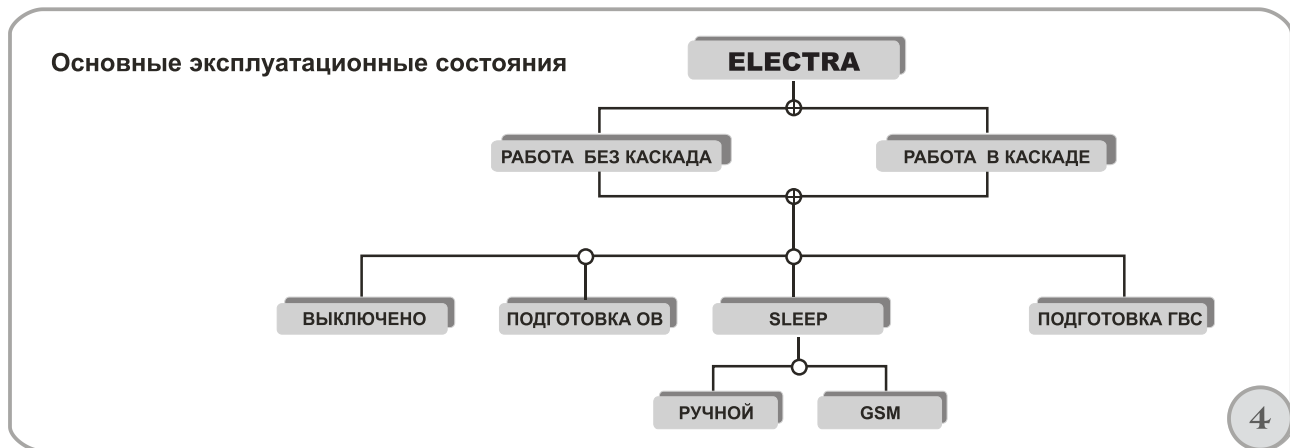 Основные эксплуатационные состояния
ELECTRA
РАБОТА БЕЗ КАСКАДА
РАБОТА В КАСКАДЕ
ВЫКЛЮЧЕНО
ПОДГОТОВКА ОВ
SLEEP
ПОДГОТОВКА ГВС
РУЧНОЙ
GSM
4